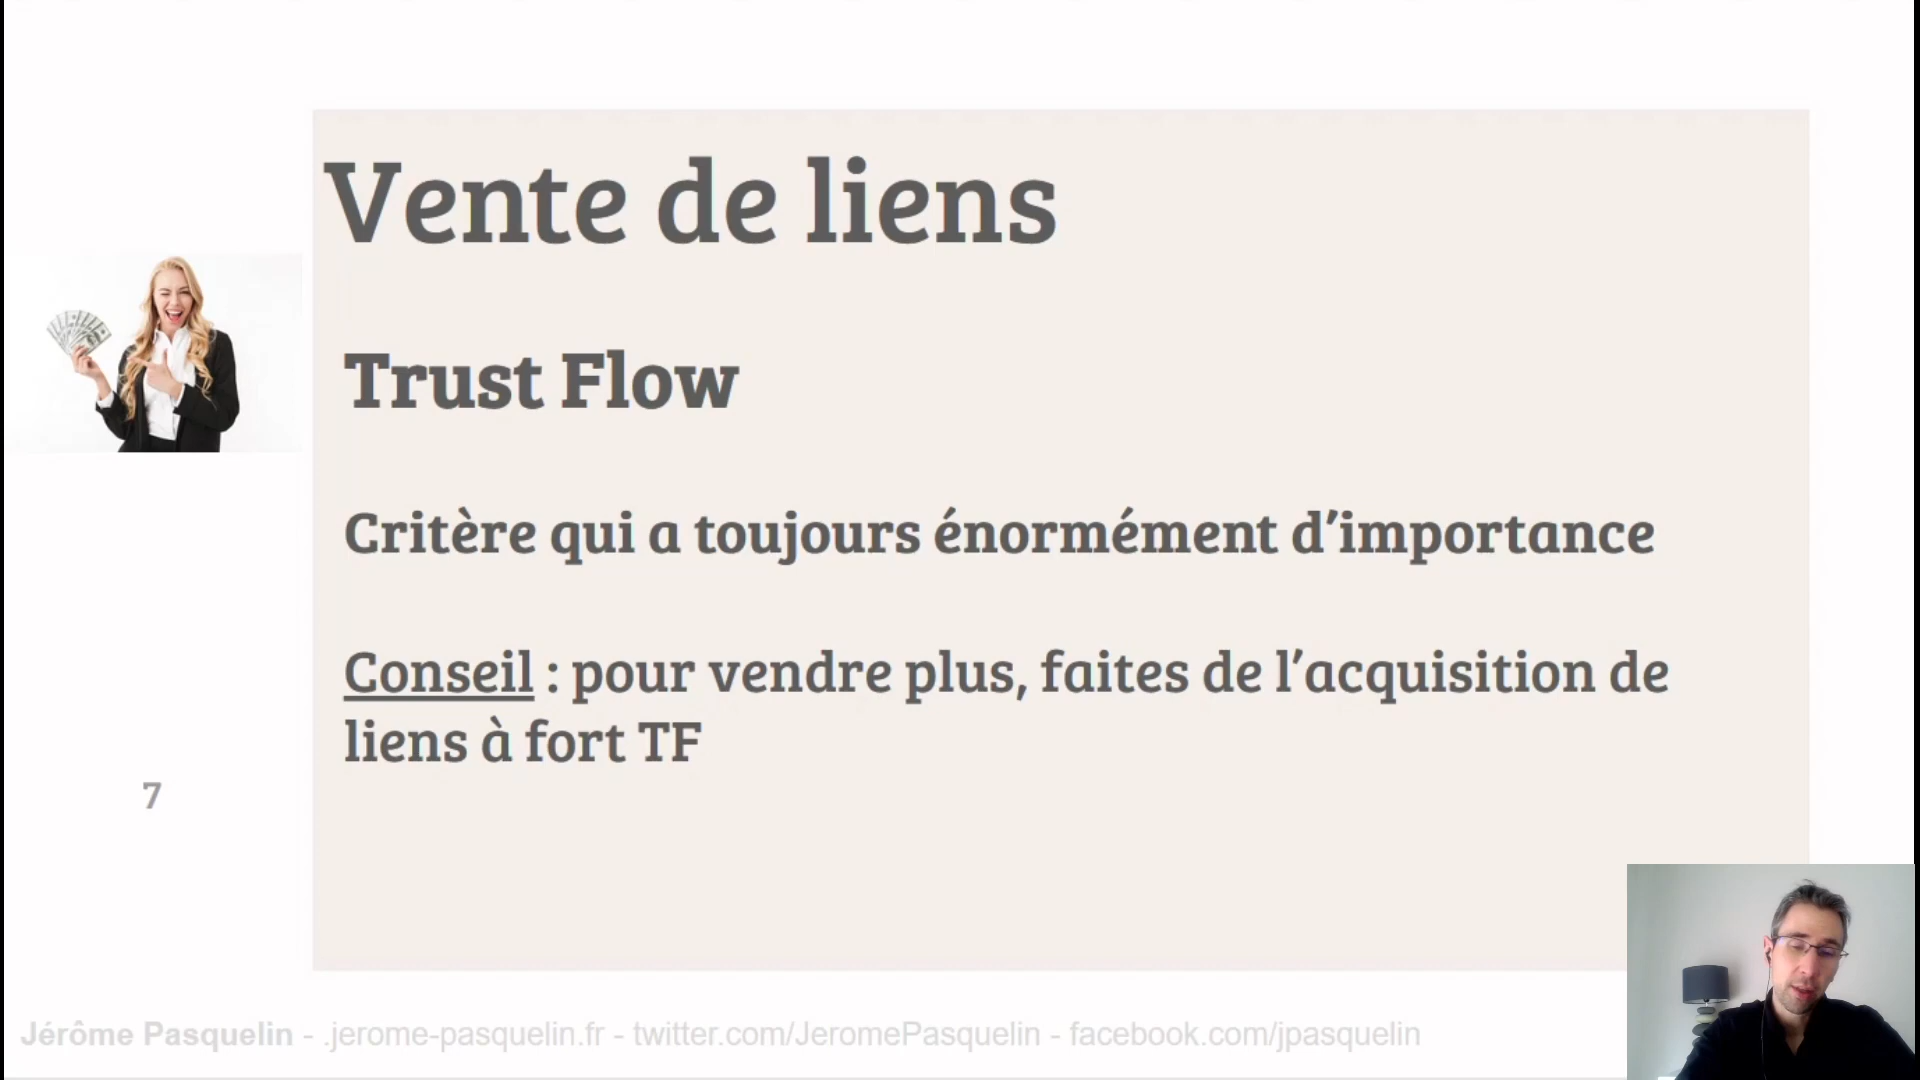 Vente de liens
Trust Flow
Critère qui a toujours énormément d’importance
Conseil : pour vendre plus, faites de l’acquisition de
liens à fort TF
7
Jérôme Pasquelin - .jerome-pasquelin.fr - twitter.com/JeromePasquelin - facebook.com/jpasquelin